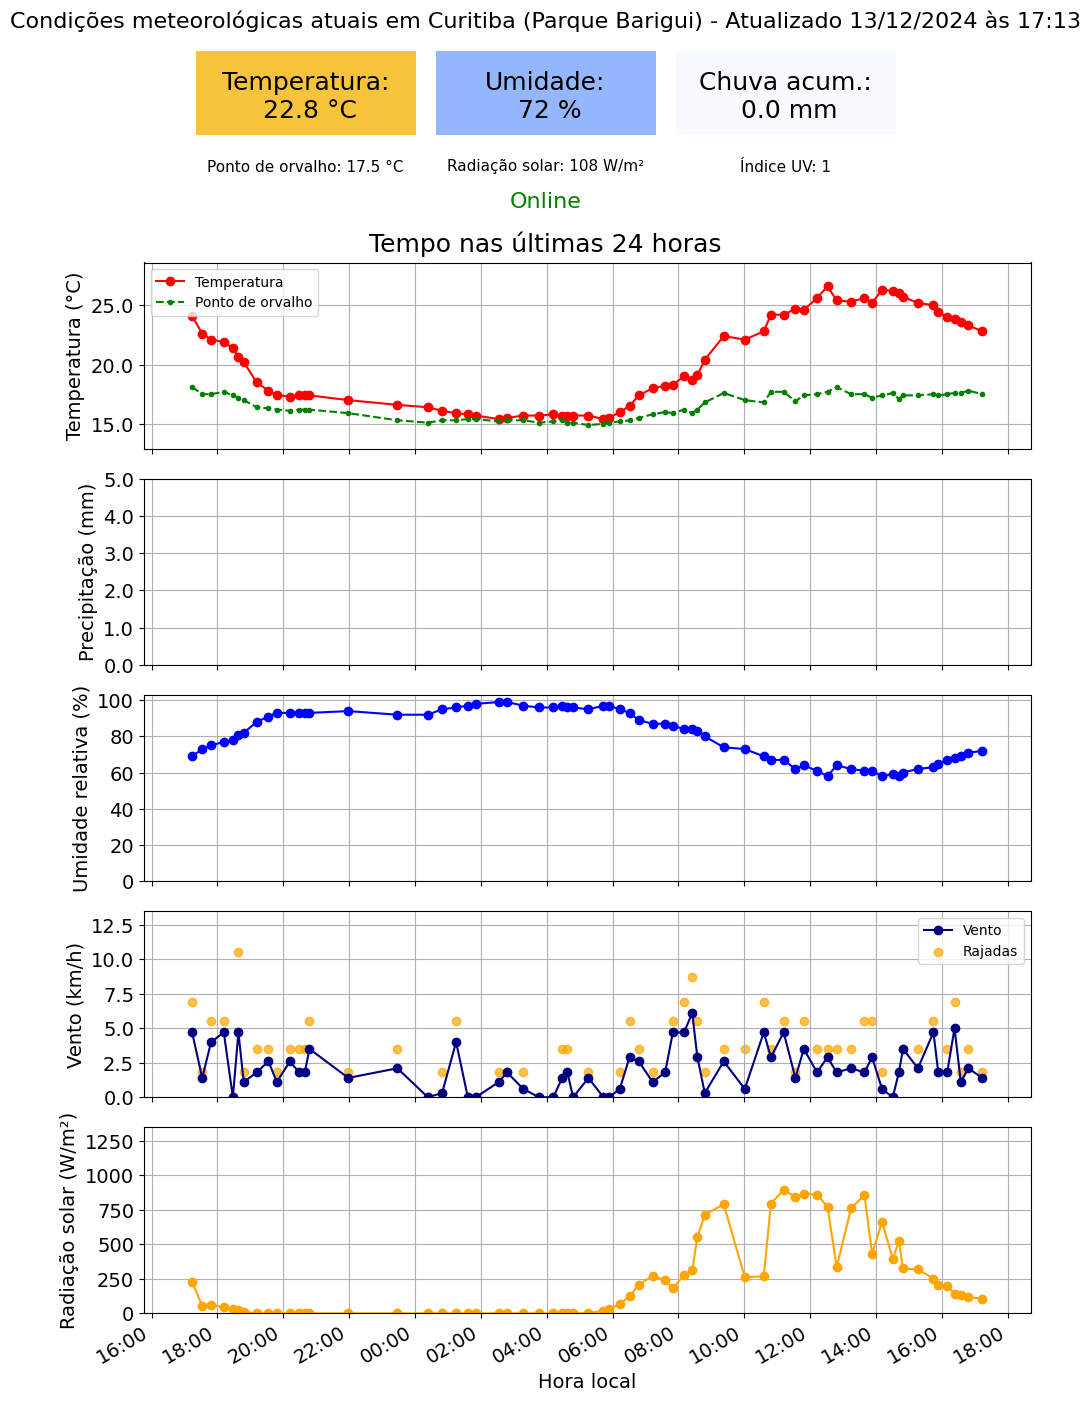 Condições meteorológicas atuais em Curitiba (Parque Barigui) - Atualizado 13/12/2024 às 17:13
Temperatura:
22.8 °C
Umidade:
72 %
Chuva acum.:
0.0 mm
Ponto de orvalho: 17.5 °C
Radiação solar: 108 W/m²
Índice UV: 1
Online
Tempo nas últimas 24 horas
Temperatura (°C)
25.0
20.0
15.0
Temperatura
Ponto de orvalho
Precipitação (mm)
5.0
4.0
3.0
2.0
1.0
0.0
Umidade relativa (%)
100
80
60
40
20
0
Vento (km/h)
12.5
10.0
7.5
5.0
2.5
0.0
Vento
Rajadas
Radiação solar (W/m²)
1250
1000
750
500
250
0
16:00
18:00
20:00
22:00
00:00
02:00
04:00
06:00
08:00
10:00
12:00
14:00
16:00
18:00
Hora local